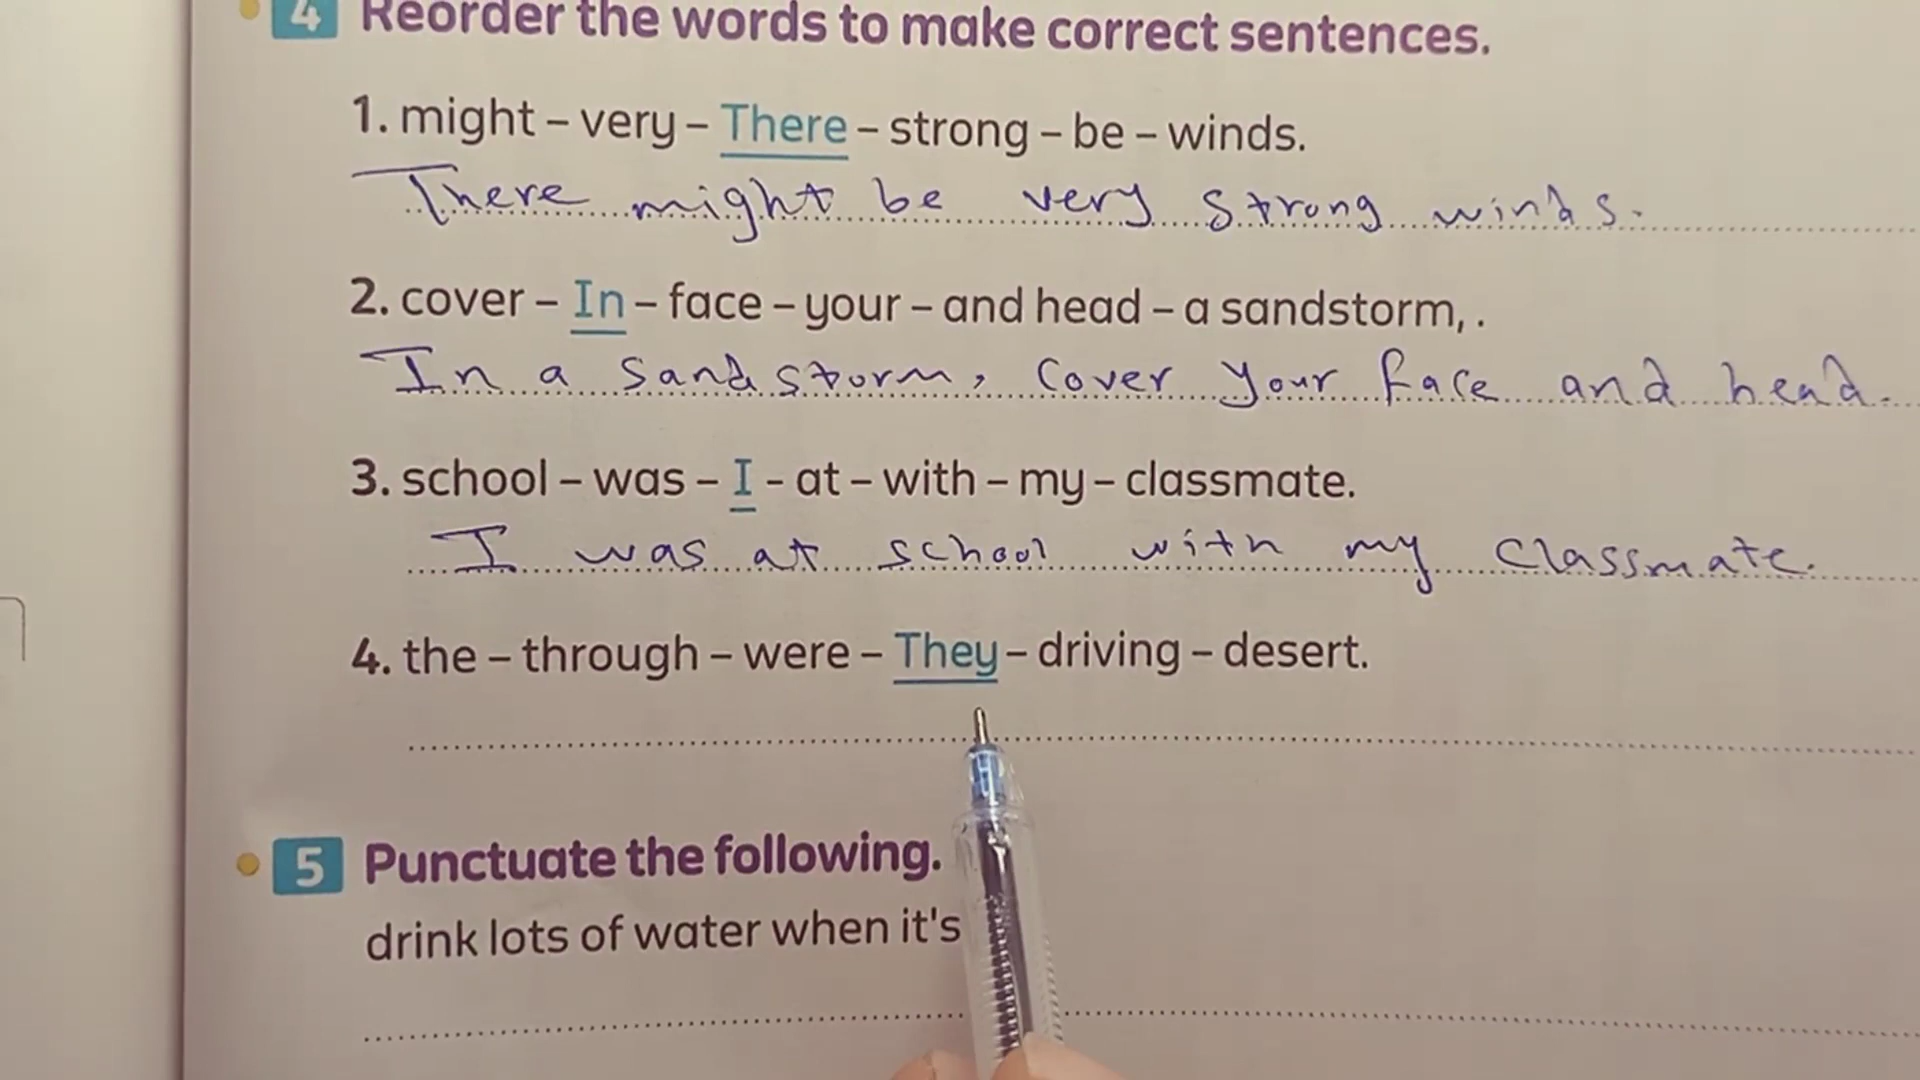 4 Reorder the words to make correct sentences.
1. might – very – There – strong – be – winds.
There might be very strong winds.
2. cover – In – face – your – and head – a sandstorm, .
In a sandstorm, cover your face and head.
3. school – was – I - at – with – my – classmate.
I was at school with my classmate.
4. the – through – were – They – driving – desert.
5 Punctuate the following.
drink lots of water when it's